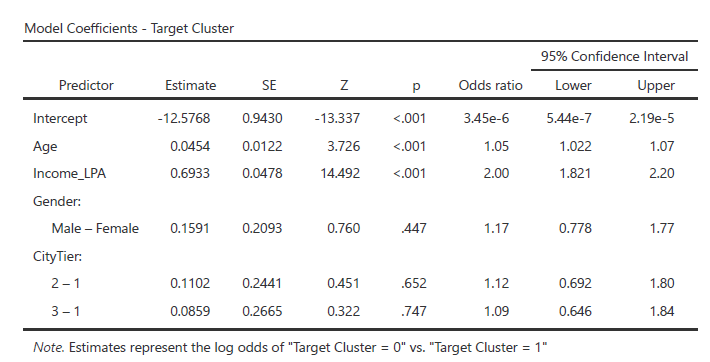 Model Coefficients - Target Cluster
95% Confidence Interval
Predictor Estimate SE Z p Odds ratio Lower Upper
Intercept -12.5768 0.9430 -13.337 <.001 3.45e-6 5.44e-7 2.19e-5
Age 0.0454 0.0122 3.726 <.001 1.05 1.022 1.07
Income_LPA 0.6933 0.0478 14.492 <.001 2.00 1.821 2.20
Gender:
Male – Female 0.1591 0.2093 0.760 .447 1.17 0.778 1.77
CityTier:
2 – 1 0.1102 0.2441 0.451 .652 1.12 0.692 1.80
3 – 1 0.0859 0.2665 0.322 .747 1.09 0.646 1.84
Note. Estimates represent the log odds of "Target Cluster = 0" vs. "Target Cluster = 1"